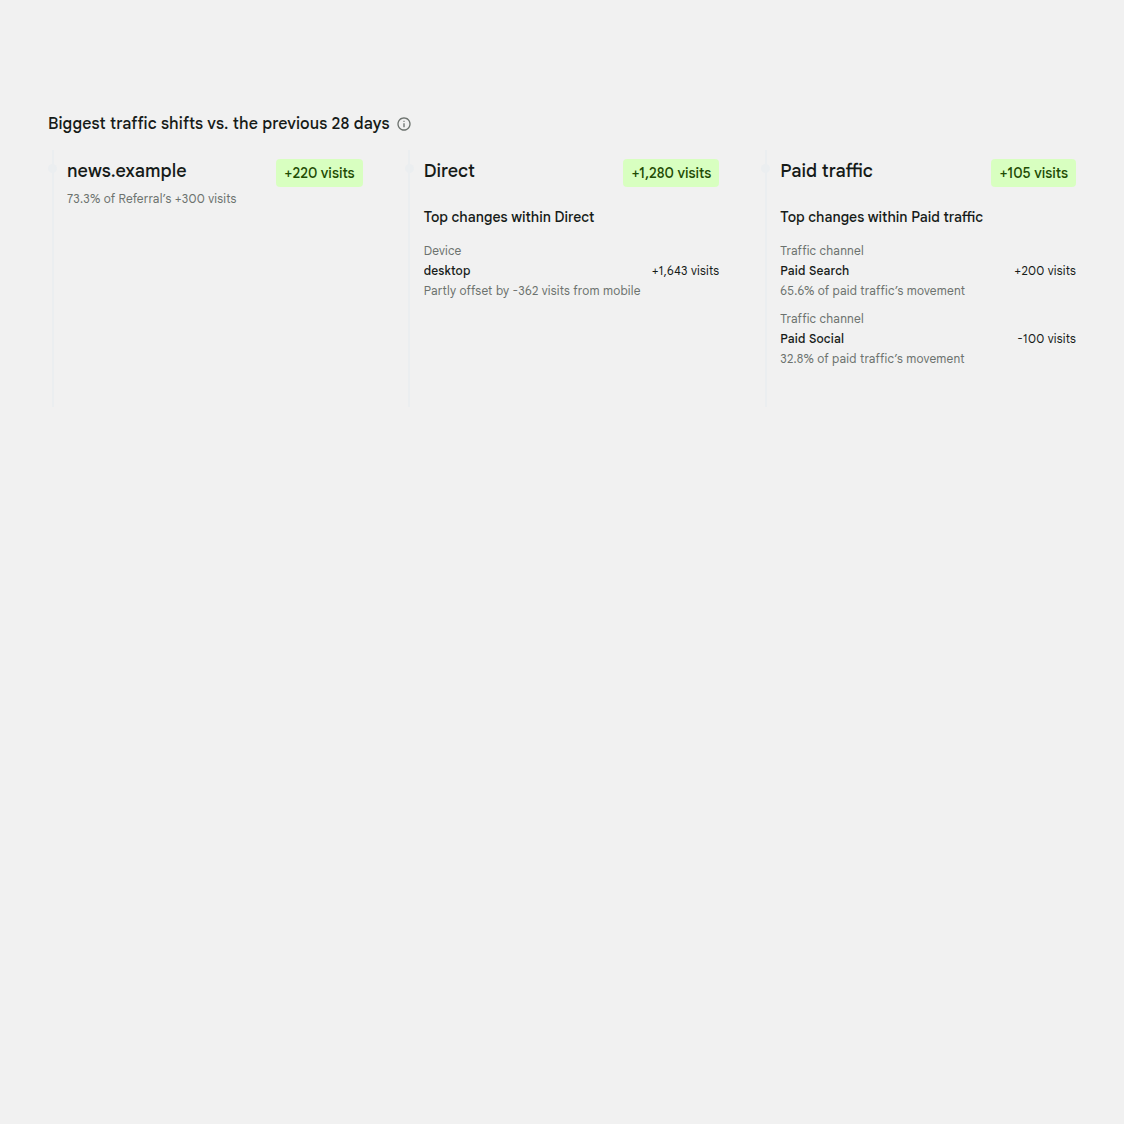 Biggest traffic shifts vs. the previous 28 days
news.example
+220 visits
73.3% of Referral’s +300 visits
Direct
+1,280 visits
Top changes within Direct
Device
desktop
+1,643 visits
Partly offset by -362 visits from mobile
Paid traffic
+105 visits
Top changes within Paid traffic
Traffic channel
Paid Search
+200 visits
65.6% of paid traffic’s movement
Traffic channel
Paid Social
-100 visits
32.8% of paid traffic’s movement